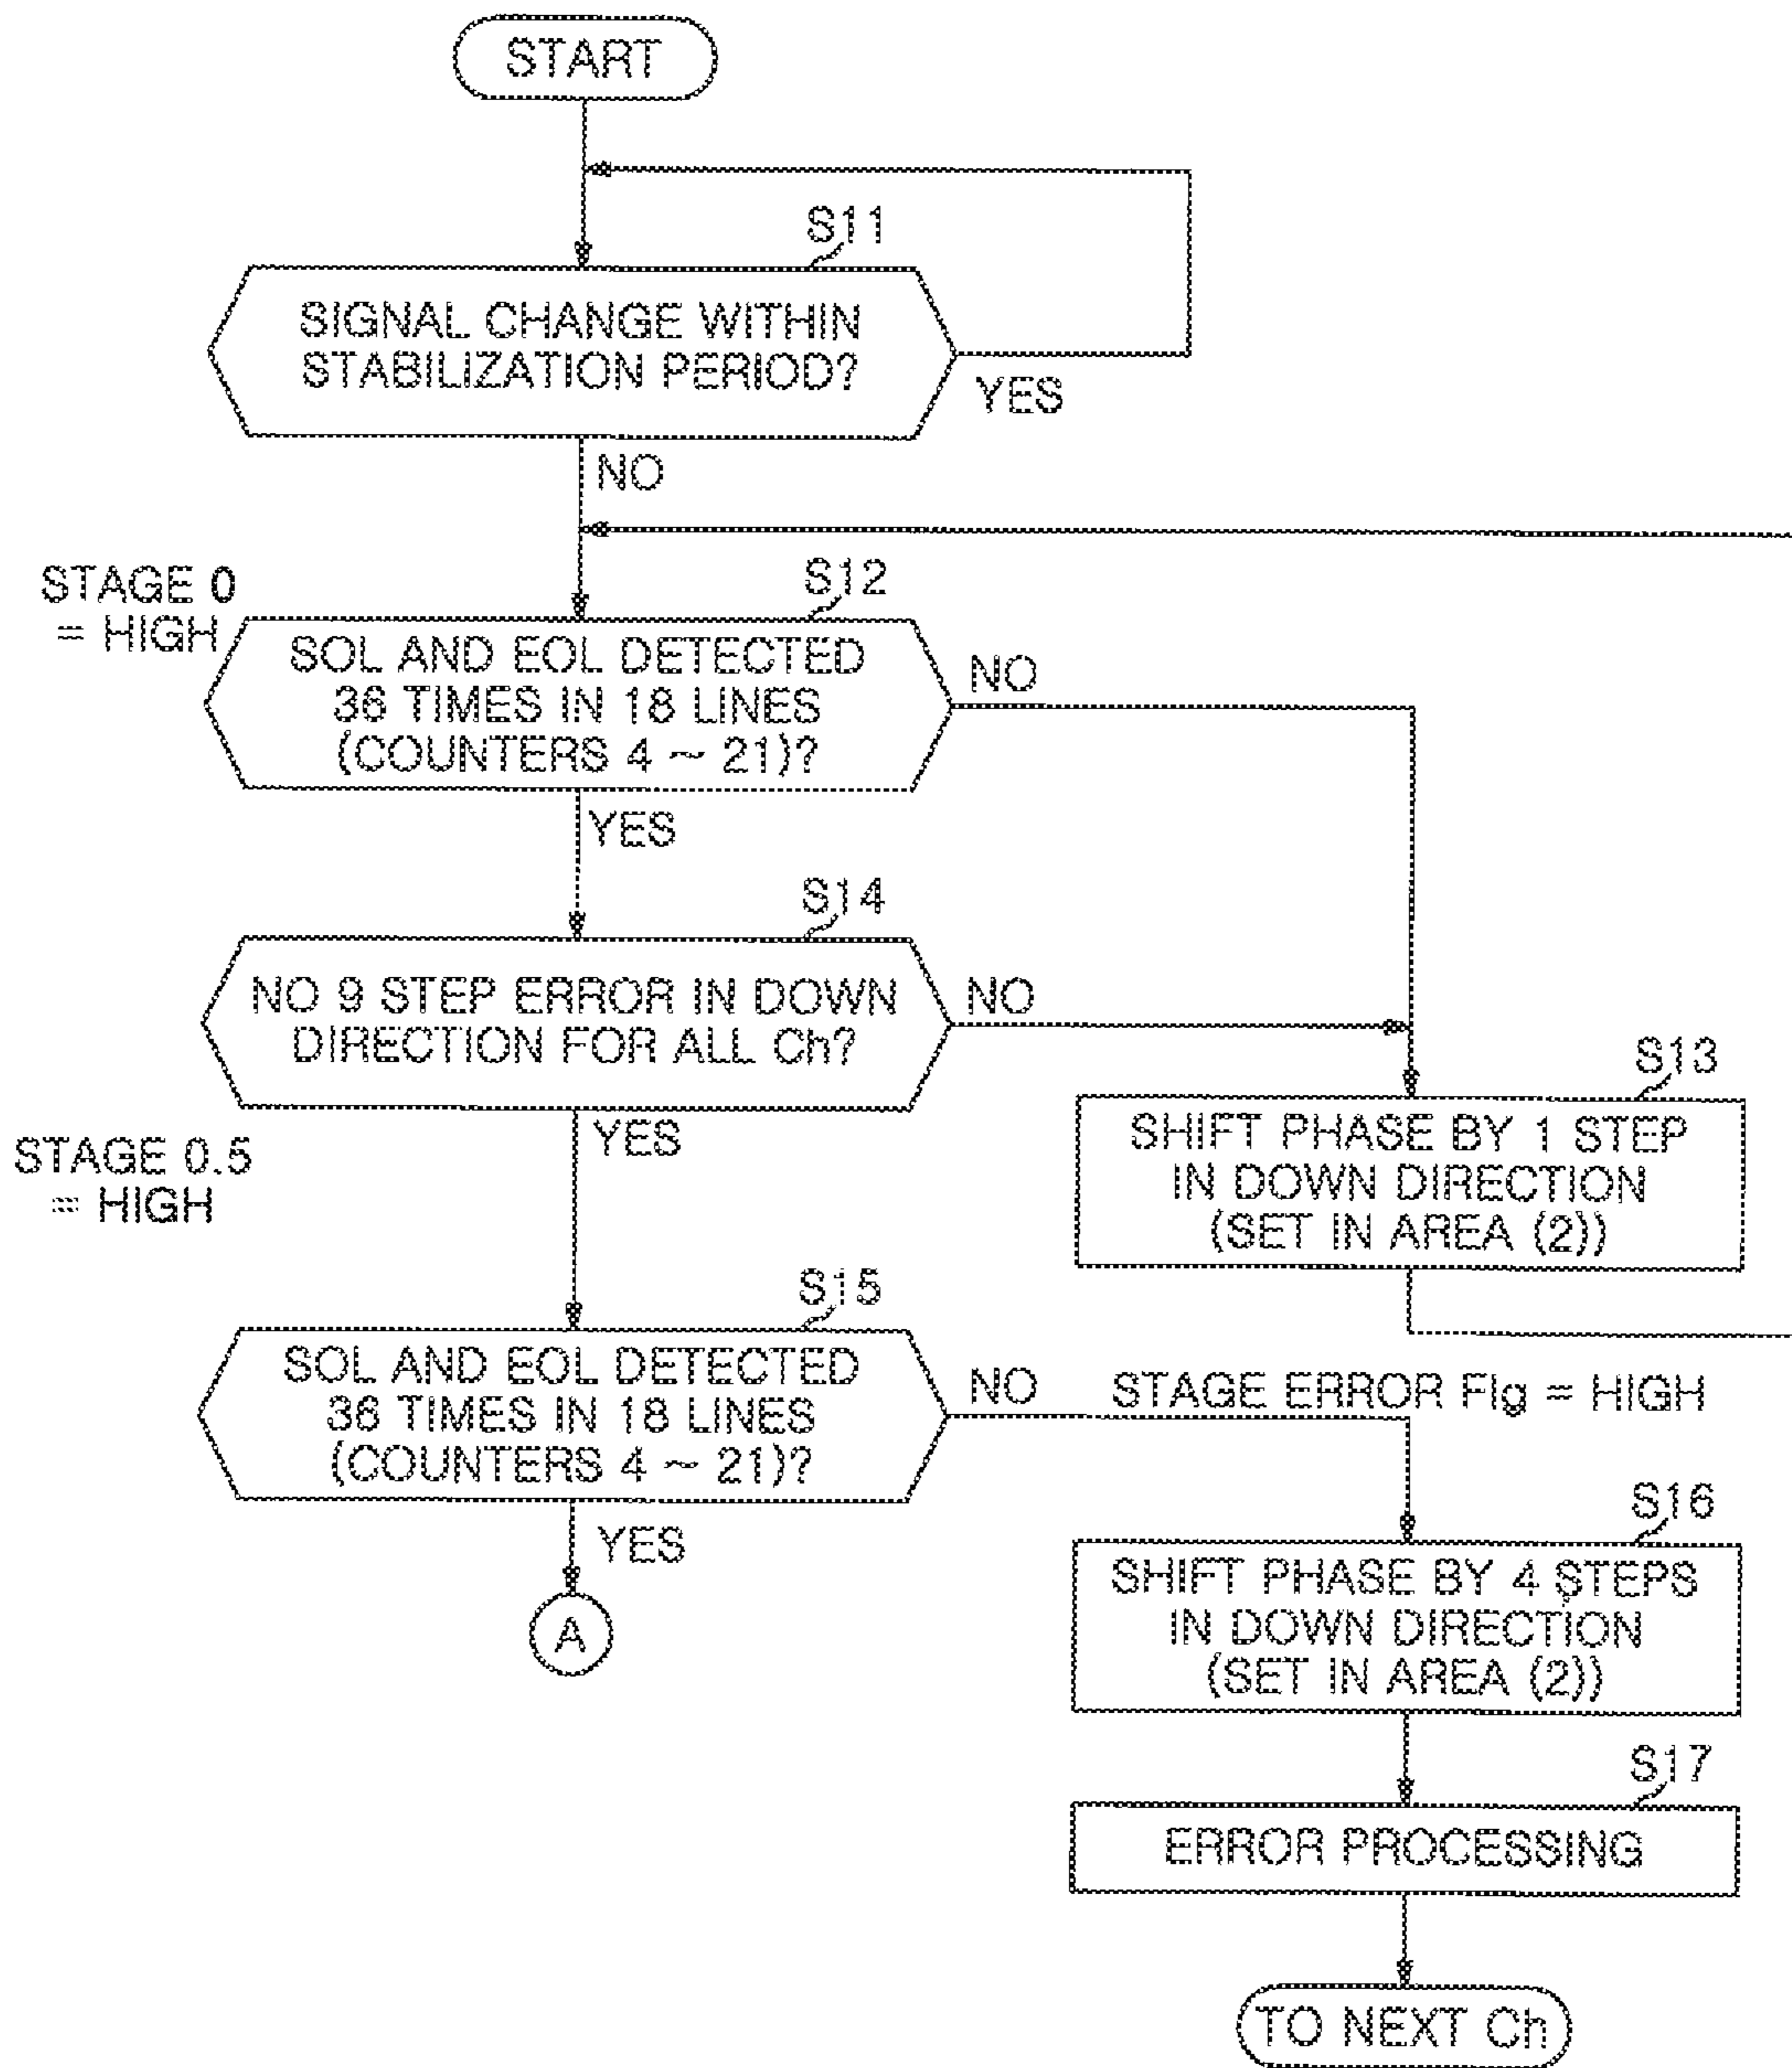 START
S11
SIGNAL CHANGE WITHIN
STABILIZATION PERIOD?
YES
NO
STAGE 0
= HIGH
S12
SOL AND EOL DETECTED
36 TIMES IN 18 LINES
(COUNTERS 4 ~ 21)?
NO
YES
S14
NO 9 STEP ERROR IN DOWN
DIRECTION FOR ALL Ch?
NO
YES
S13
SHIFT PHASE BY 1 STEP
IN DOWN DIRECTION
(SET IN AREA (2))
STAGE 0.5
= HIGH
S15
SOL AND EOL DETECTED
36 TIMES IN 18 LINES
(COUNTERS 4 ~ 21)?
NO
STAGE ERROR Flg = HIGH
YES
A
S16
SHIFT PHASE BY 4 STEPS
IN DOWN DIRECTION
(SET IN AREA (2))
S17
ERROR PROCESSING
TO NEXT Ch